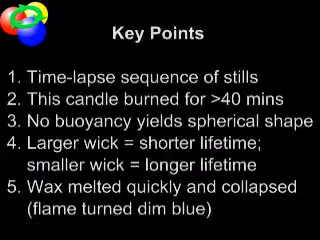 Key Points
1. Time-lapse sequence of stills
2. This candle burned for >40 mins
3. No buoyancy yields spherical shape
4. Larger wick = shorter lifetime;
smaller wick = longer lifetime
5. Wax melted quickly and collapsed
(flame turned dim blue)